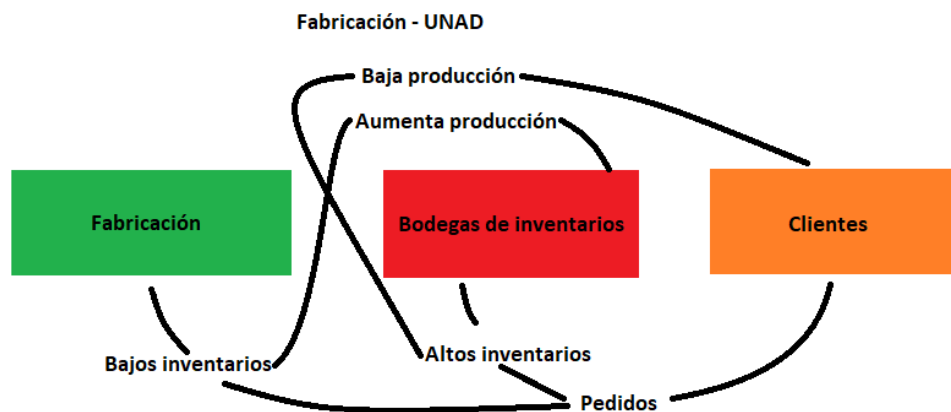 Fabricación - UNAD
Baja producción
Aumenta producción
Fabricación
Bodegas de inventarios
Clientes
Bajos inventarios
Altos inventarios
Pedidos